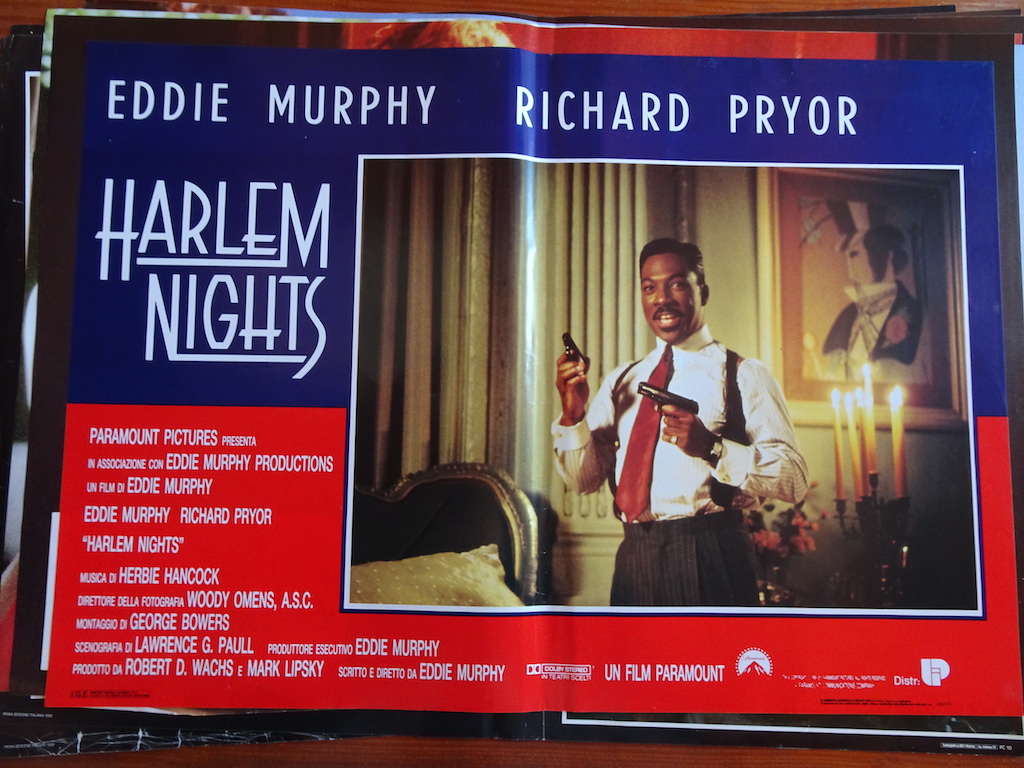 EDDIE MURPHY RICHARD PRYOR
HARLEM
NIGHTS
PARAMOUNT PICTURES PRESENTA
IN ASSOCIAZIONE CON EDDIE MURPHY PRODUCTIONS
UN FILM DI EDDIE MURPHY
EDDIE MURPHY RICHARD PRYOR
"HARLEM NIGHTS"
MUSICA DI HERBIE HANCOCK
DIRETTORE DELLA FOTOGRAFIA WOODY OMENS, A.S.C.
MONTAGGIO DI GEORGE BOWERS
SCENOGRAFIA DI LAWRENCE G. PAULL PRODUTTORE ESECUTIVO EDDIE MURPHY
PRODOTTO DA ROBERT D. WACHS E MARK LIPSKY SCRITTO E DIRETTO DA EDDIE MURPHY
DOLBY STEREO
IN TEATRI SCELTI
UN FILM PARAMOUNT
Paramount
Distr:
I.G.E.